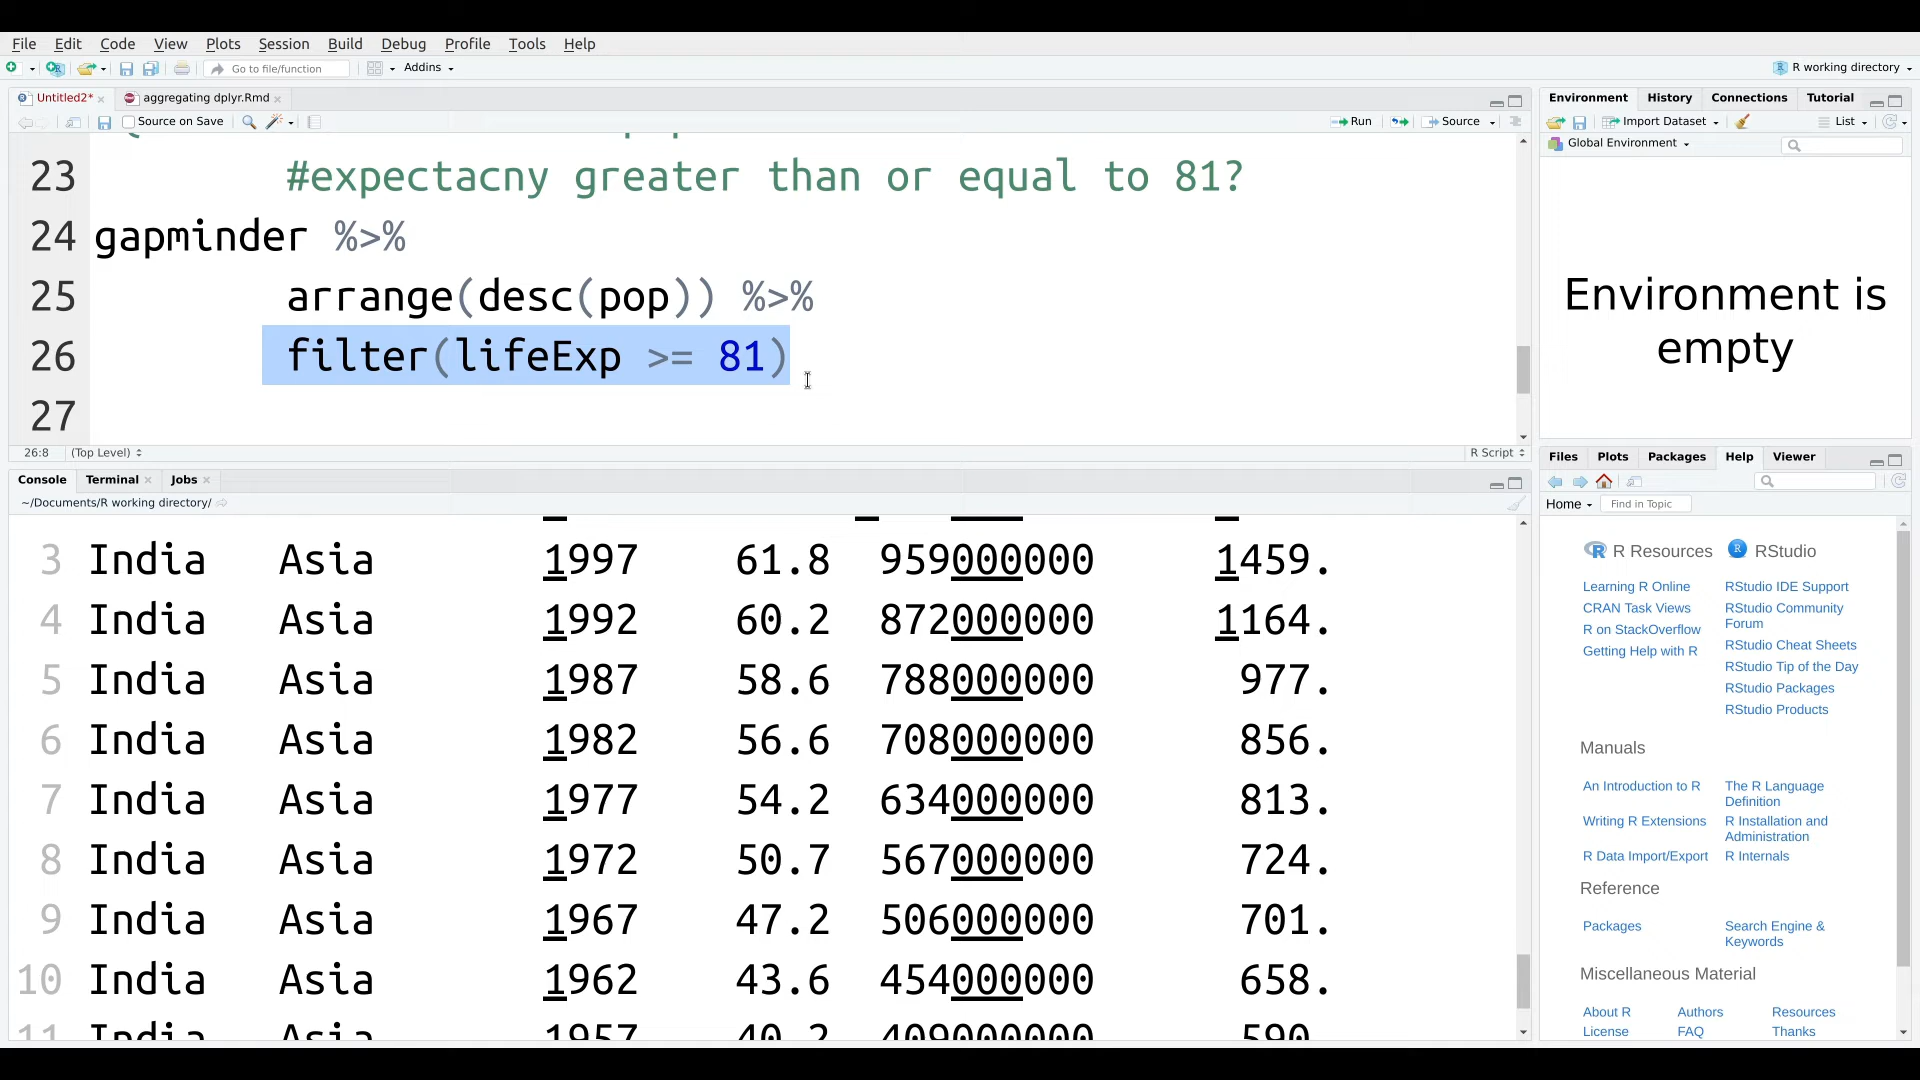 File Edit Code View Plots Session Build Debug Profile Tools Help
Go to file/function Addins R working directory
Untitled2* aggregating dplyr.Rmd
Source on Save Run Source
23 #expectacny greater than or equal to 81?
24 gapminder %>%
25 arrange(desc(pop)) %>%
26 filter(lifeExp >= 81)
27
26:8 (Top Level) R Script
Console Terminal Jobs
~/Documents/R working directory/
3 India Asia 1997 61.8 959000000 1459.
4 India Asia 1992 60.2 872000000 1164.
5 India Asia 1987 58.6 788000000 977.
6 India Asia 1982 56.6 708000000 856.
7 India Asia 1977 54.2 634000000 813.
8 India Asia 1972 50.7 567000000 724.
9 India Asia 1967 47.2 506000000 701.
10 India Asia 1962 43.6 454000000 658.
11 India Asia 1957 40.2 409000000 590.
Environment History Connections Tutorial
Import Dataset List
Global Environment
Environment is
empty
Files Plots Packages Help Viewer
Home Find in Topic
R Resources RStudio
Learning R Online RStudio IDE Support
CRAN Task Views RStudio Community
Forum
R on StackOverflow RStudio Cheat Sheets
Getting Help with R RStudio Tip of the Day
RStudio Packages
RStudio Products
Manuals
An Introduction to R The R Language
Definition
Writing R Extensions R Installation and
Administration
R Data Import/Export R Internals
Reference
Packages Search Engine &
Keywords
Miscellaneous Material
About R Authors Resources
License FAQ Thanks